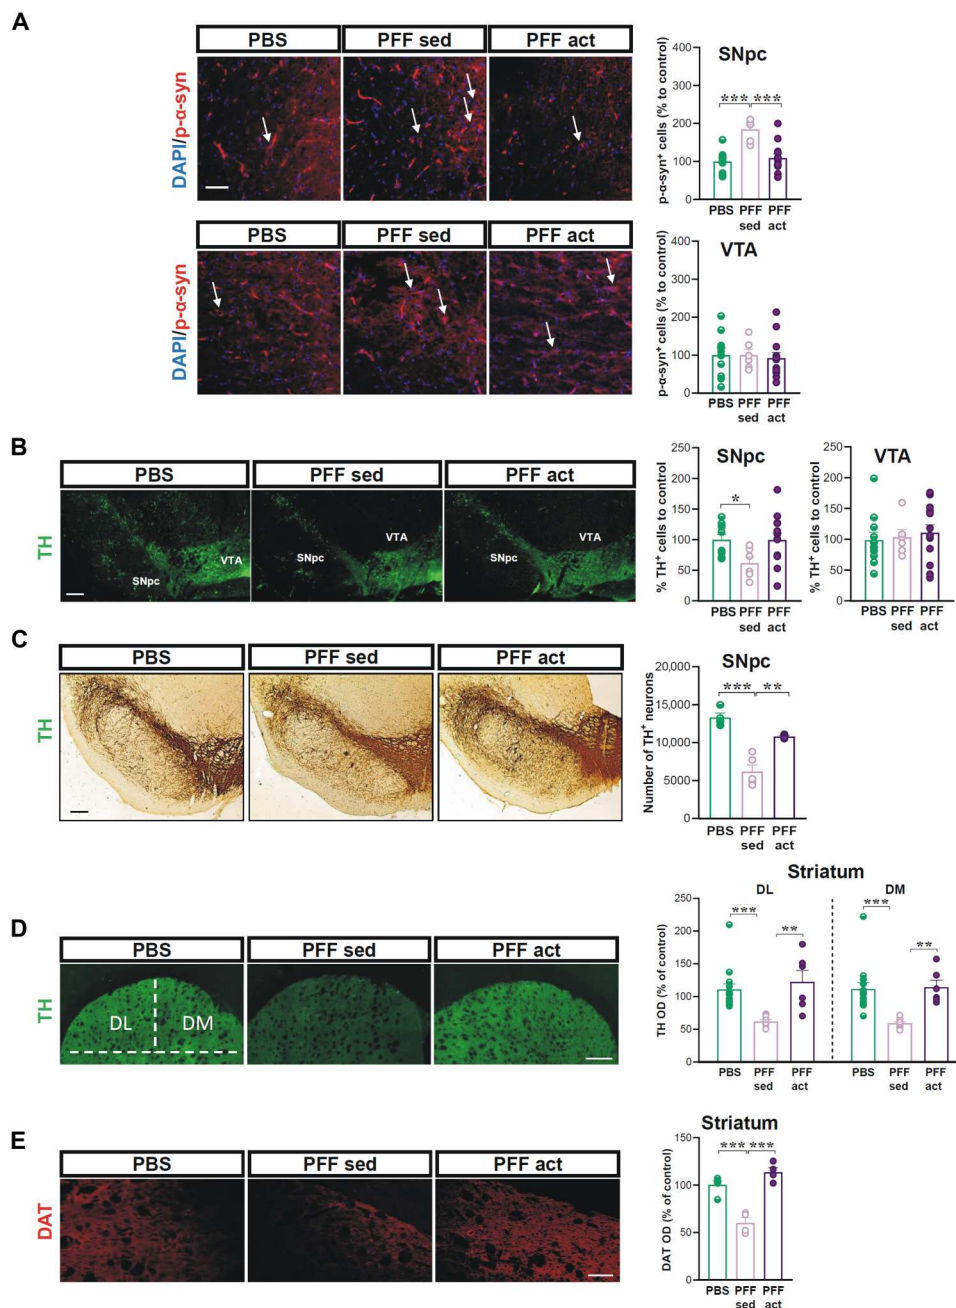 A
PBS PFF sed PFF act
DAPI/p-α-syn
SNpc
p-α-syn⁺ cells (% to control)
400
300
200
100
0
*** ***
PBS PFF sed PFF act
PBS PFF sed PFF act
DAPI/p-α-syn
VTA
p-α-syn⁺ cells (% to control)
400
300
200
100
0
PBS PFF sed PFF act
B
PBS PFF sed PFF act
TH
SNpc VTA
SNpc VTA
SNpc VTA
SNpc
% TH⁺ cells to control
250
200
150
100
50
0
*
PBS PFF sed PFF act
VTA
% TH⁺ cells to control
250
200
150
100
50
0
PBS PFF sed PFF act
C
PBS PFF sed PFF act
TH
SNpc
Number of TH⁺ neurons
20,000
15,000
10,000
5000
0
*** **
PBS PFF sed PFF act
D
PBS PFF sed PFF act
TH
DL DM
Striatum
DL DM
TH OD (% of control)
250
200
150
100
50
0
*** ** *** **
PBS PFF sed PFF act PBS PFF sed PFF act
E
PBS PFF sed PFF act
DAT
Striatum
DAT OD (% of control)
150
100
50
0
*** ***
PBS PFF sed PFF act